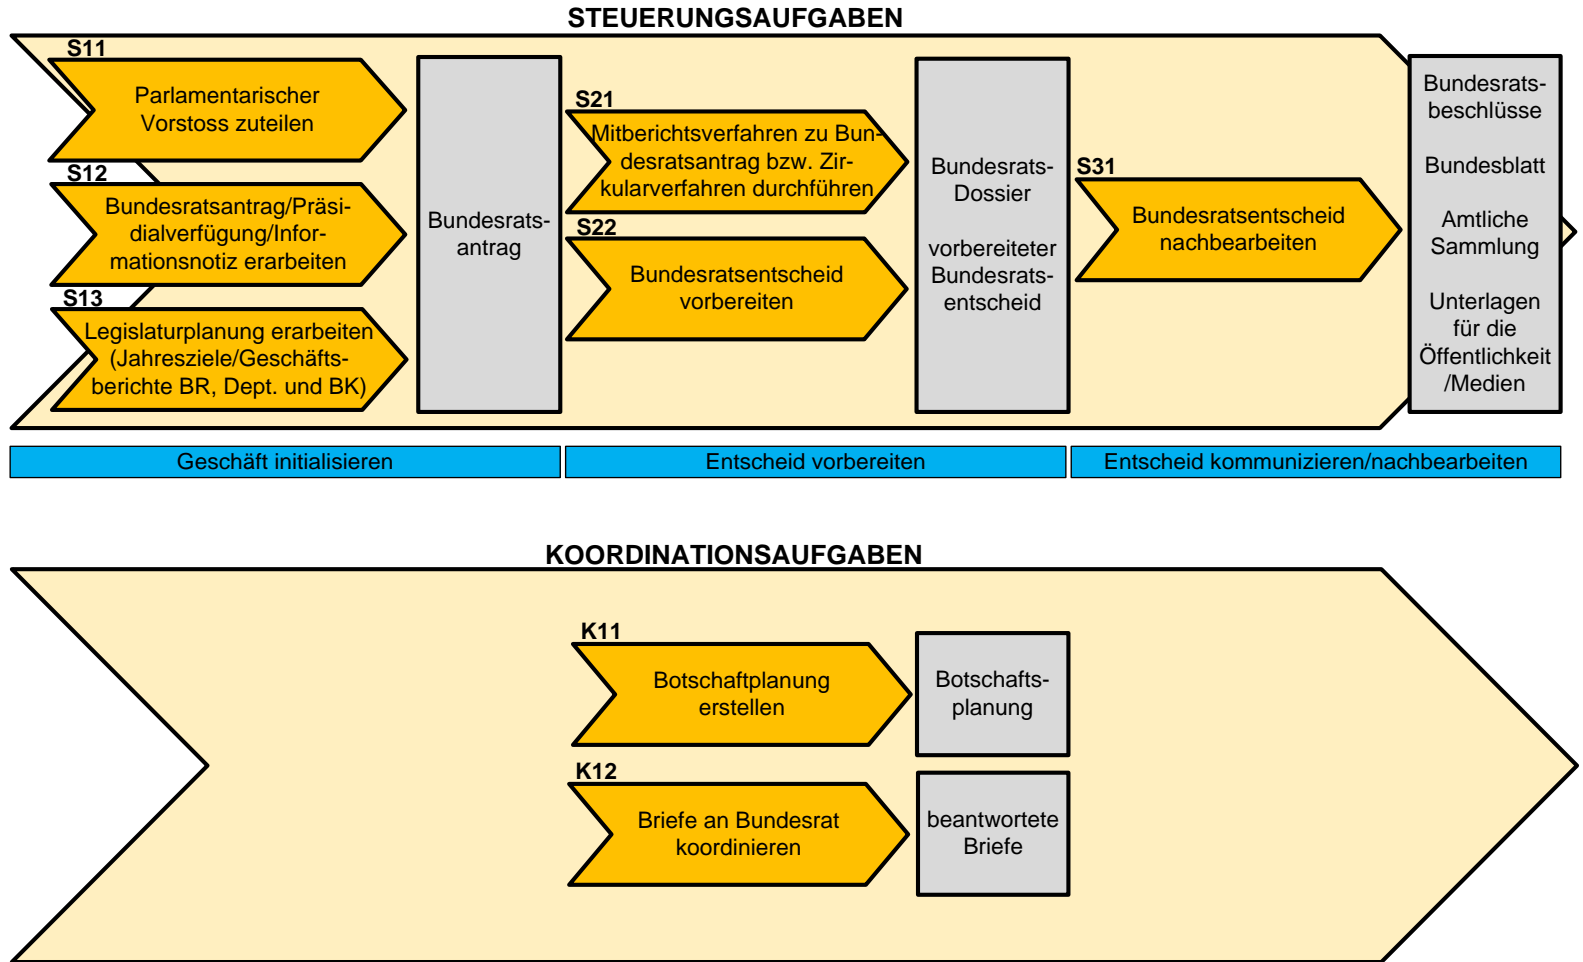 STEUERUNGSAUFGABEN
S11
Parlamentarischer
Vorstoss zuteilen
S12
Bundesratsantrag/Präsi-
dialverfügung/Infor-
mationsnotiz erarbeiten
S13
Legislaturplanung erarbeiten
(Jahresziele/Geschäfts-
berichte BR, Dept. und BK)
Bundesrats-
antrag
S21
Mitberichtsverfahren zu Bun-
desratsantrag bzw. Zir-
kularverfahren durchführen
S22
Bundesratsentscheid
vorbereiten
Bundesrats-
Dossier
vorbereiteter
Bundesrats-
entscheid
S31
Bundesratsentscheid
nachbearbeiten
Bundesrats-
beschlüsse
Bundesblatt
Amtliche
Sammlung
Unterlagen
für die
Öffentlichkeit
/Medien
Geschäft initialisieren
Entscheid vorbereiten
Entscheid kommunizieren/nachbearbeiten
KOORDINATIONSAUFGABEN
K11
Botschaftplanung
erstellen
Botschafts-
planung
K12
Briefe an Bundesrat
koordinieren
beantwortete
Briefe